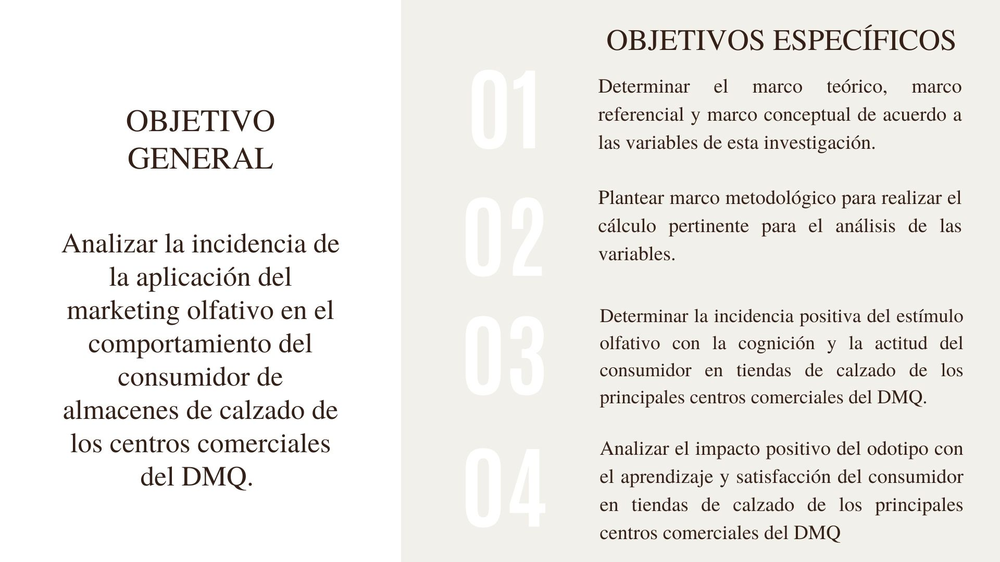 OBJETIVO
GENERAL
Analizar la incidencia de
la aplicación del
marketing olfativo en el
comportamiento del
consumidor de
almacenes de calzado de
los centros comerciales
del DMQ.
OBJETIVOS ESPECÍFICOS
01
Determinar el marco teórico, marco
referencial y marco conceptual de acuerdo a
las variables de esta investigación.
02
Plantear marco metodológico para realizar el
cálculo pertinente para el análisis de las
variables.
03
Determinar la incidencia positiva del estímulo
olfativo con la cognición y la actitud del
consumidor en tiendas de calzado de los
principales centros comerciales del DMQ.
04
Analizar el impacto positivo del odotipo con
el aprendizaje y satisfacción del consumidor
en tiendas de calzado de los principales
centros comerciales del DMQ